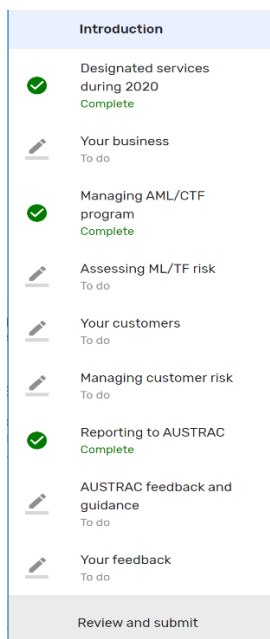 Introduction
Designated services
during 2020
Complete
Your business
To do
Managing AML/CTF
program
Complete
Assessing ML/TF risk
To do
Your customers
To do
Managing customer risk
To do
Reporting to AUSTRAC
Complete
AUSTRAC feedback and
guidance
To do
Your feedback
To do
Review and submit